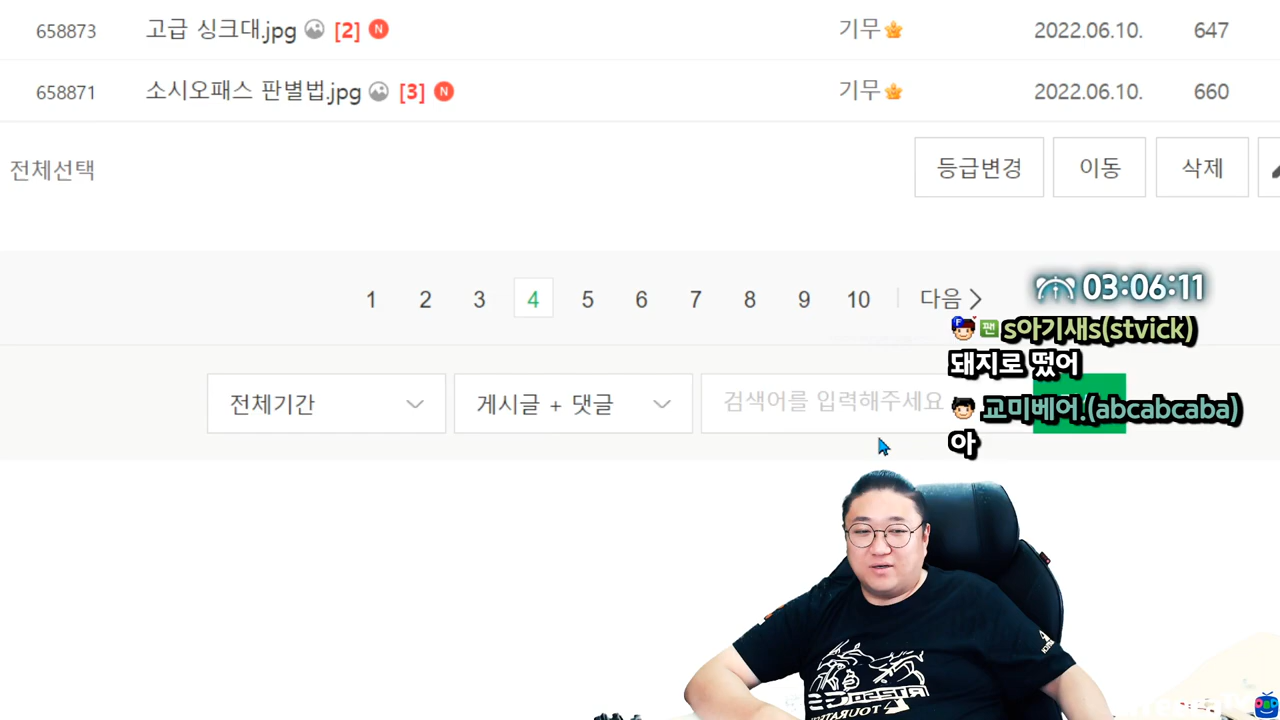 658873 고급 싱크대.jpg [2] N 기무 2022.06.10. 647
658871 소시오패스 판별법.jpg [3] N 기무 2022.06.10. 660
전체선택 등급변경 이동 삭제
1 2 3 4 5 6 7 8 9 10 다음
03:06:11
F 팬 s아기새s(stvick)
돼지로 떴어
전체기간 게시글 + 댓글 검색어를 입력해주세요
교미베어.(abcabcaba)
아